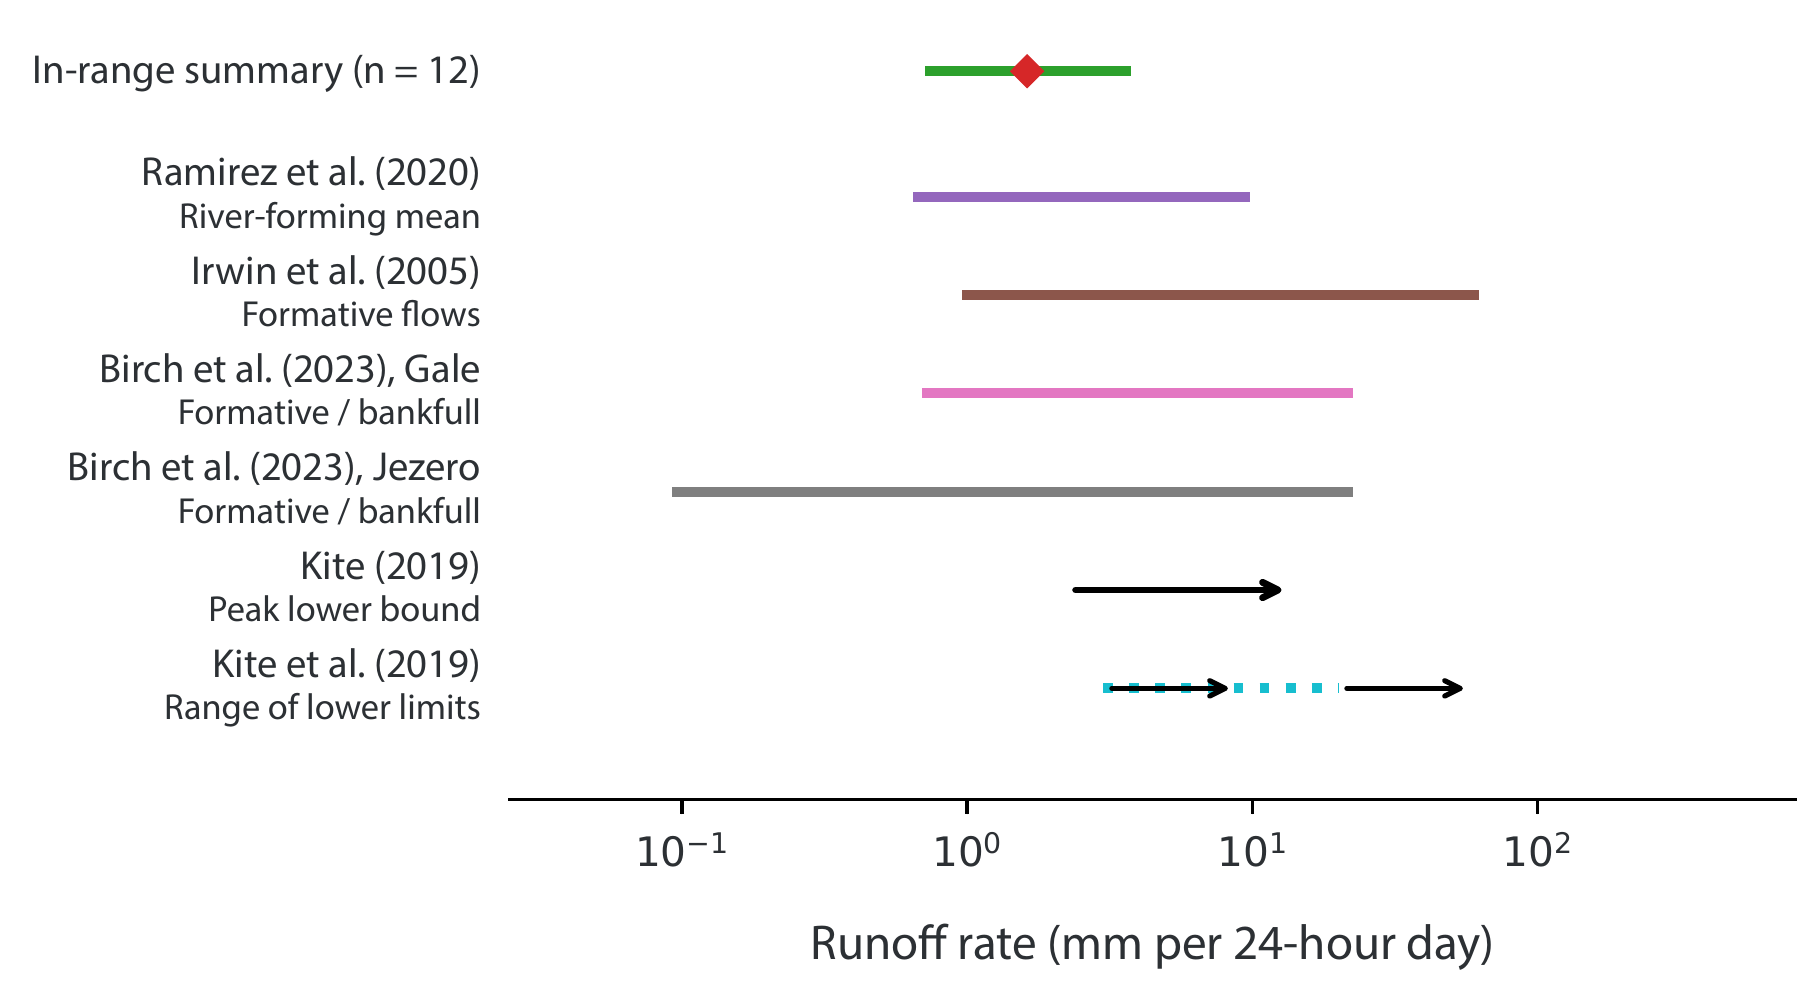 In-range summary (n = 12)
Ramirez et al. (2020)
River-forming mean
Irwin et al. (2005)
Formative flows
Birch et al. (2023), Gale
Formative / bankfull
Birch et al. (2023), Jezero
Formative / bankfull
Kite (2019)
Peak lower bound
Kite et al. (2019)
Range of lower limits
10⁻¹ 10⁰ 10¹ 10²
Runoff rate (mm per 24-hour day)